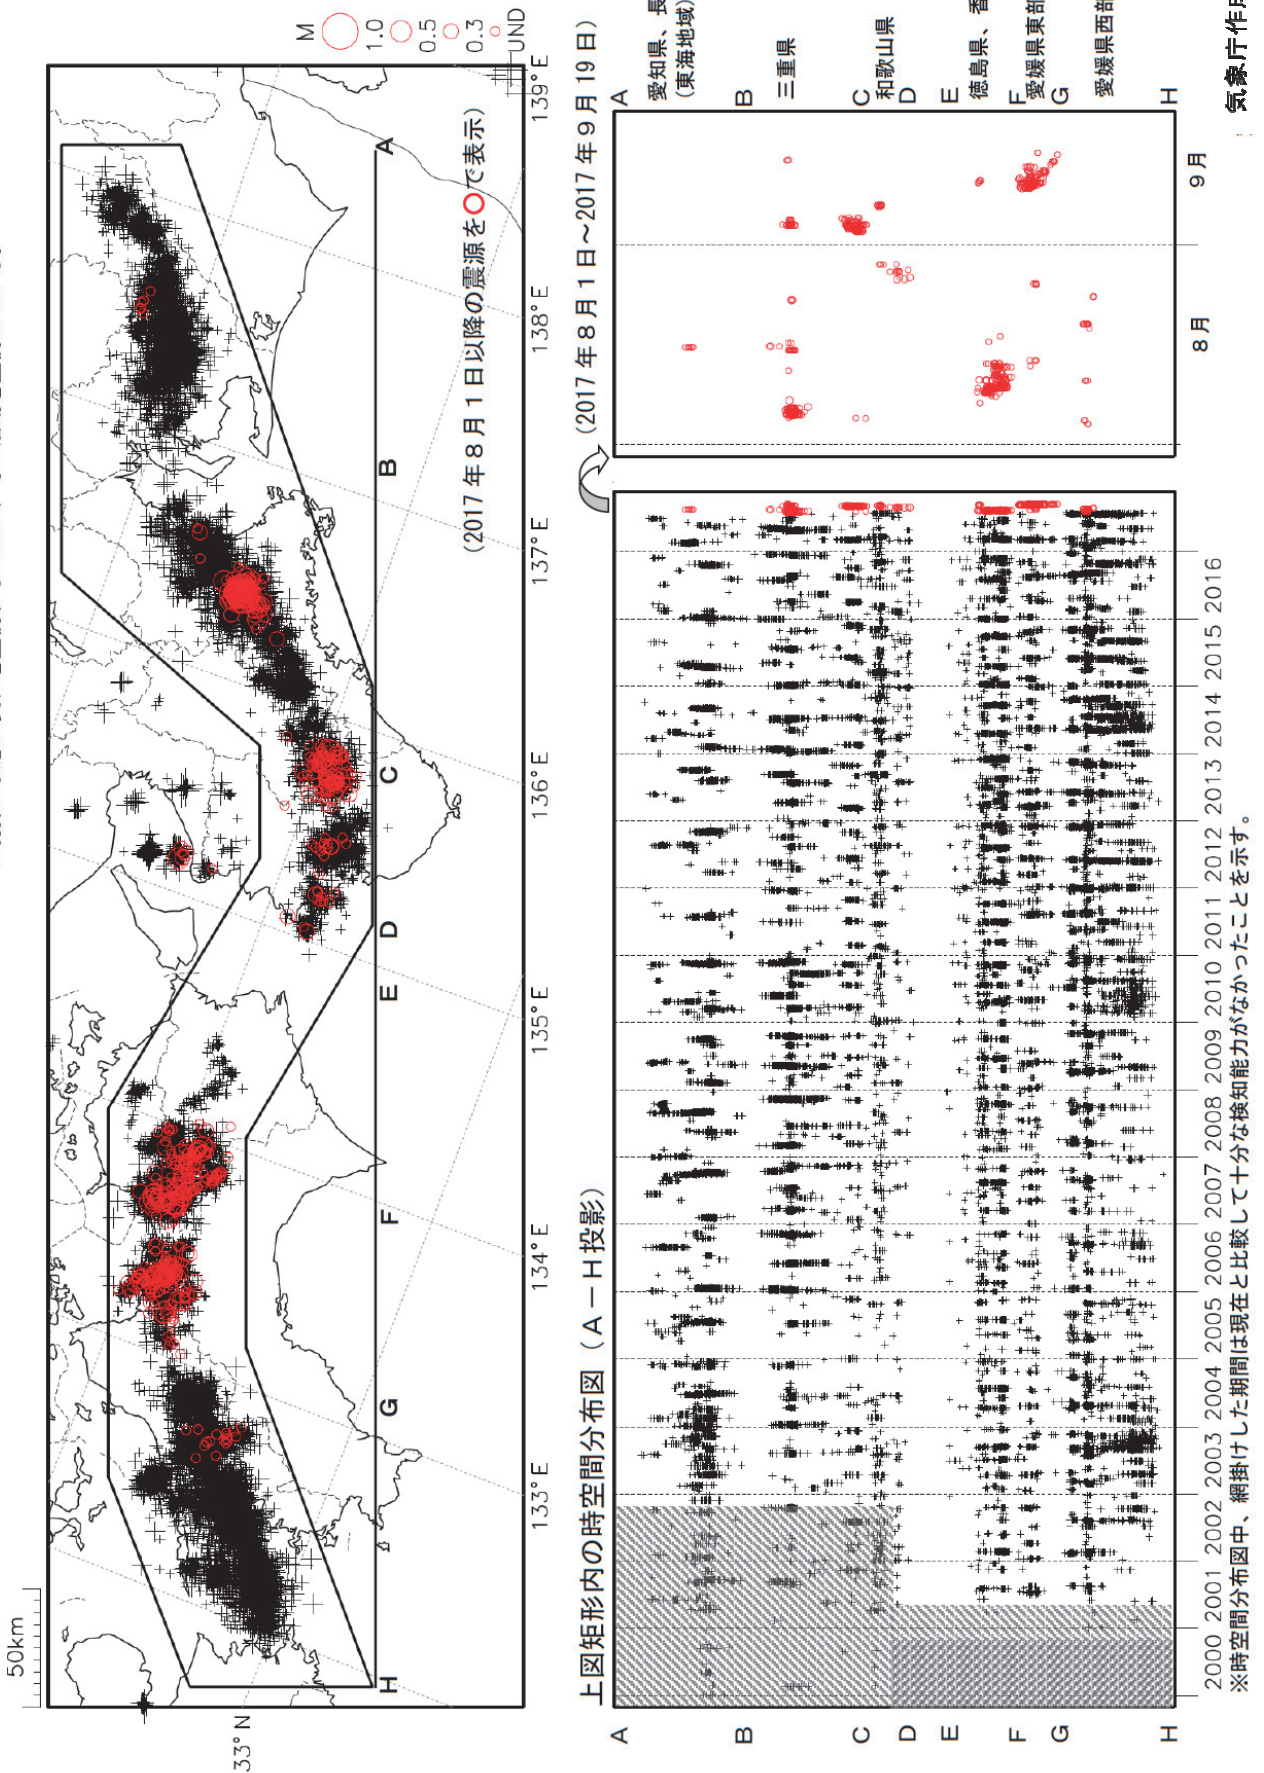 50km
33°N
133°E
134°E
135°E
136°E
137°E
138°E
139°E
M
1.0
0.5
0.3
UND
(2017年8月1日以降の震源を○で表示)
H
G
F
E
D
C
B
A
上図矩形内の時空間分布図（A－H投影）
(2017年8月1日～2017年9月19日)
A
B
C
D
E
F
G
H
A
愛知県、長
(東海地域)
B
三重県
C
和歌山県
D
E
徳島県、香
F
愛媛県東部
G
愛媛県西部
H
2000 2001 2002 2003 2004 2005 2006 2007 2008 2009 2010 2011 2012 2013 2014 2015 2016
8月
9月
※時空間分布図中、網掛けした期間は現在と比較して十分な検知能力がなかったことを示す。
気象庁作成